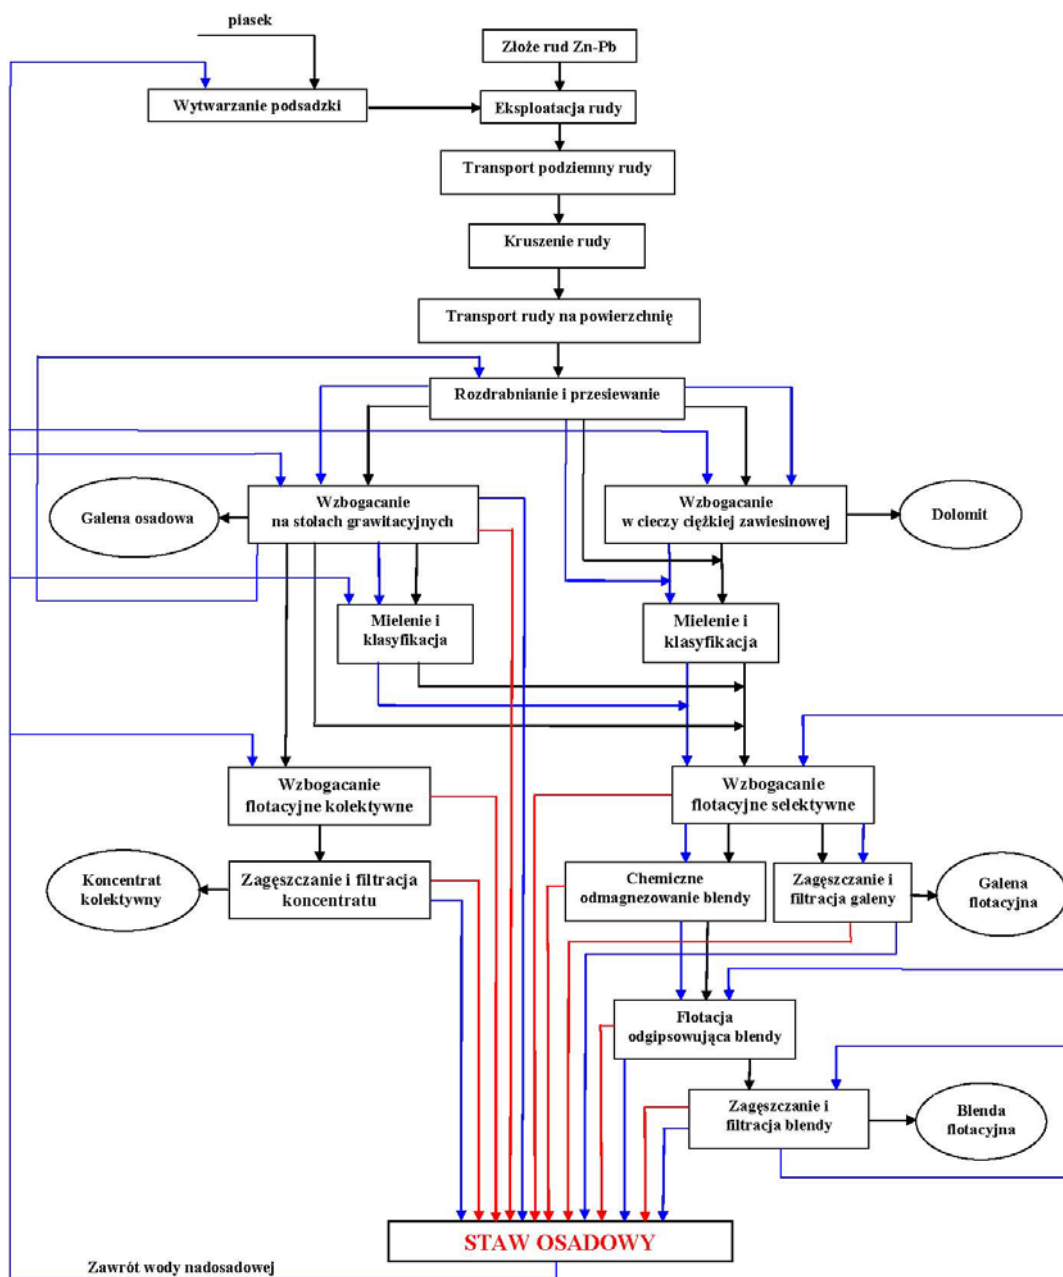 piasek
Złoże rud Zn-Pb
Wytwarzanie podsadzki
Eksploatacja rudy
Transport podziemny rudy
Kruszenie rudy
Transport rudy na powierzchnię
Rozdrabnianie i przesiewanie
Galena osadowa
Wzbogacanie
na stołach grawitacyjnych
Wzbogacanie
w cieczy ciężkiej zawiesinowej
Dolomit
Mielenie i
klasyfikacja
Mielenie i
klasyfikacja
Wzbogacanie
flotacyjne kolektywne
Wzbogacanie
flotacyjne selektywne
Koncentrat
kolektywny
Zagęszczanie i filtracja
koncentratu
Chemiczne
odmagnezowanie blendy
Zagęszczanie i
filtracja galeny
Galena
flotacyjna
Flotacja
odgipsowująca blendy
Zagęszczanie i
filtracja blendy
Blenda
flotacyjna
STAW OSADOWY
Zawrót wody nadosadowej